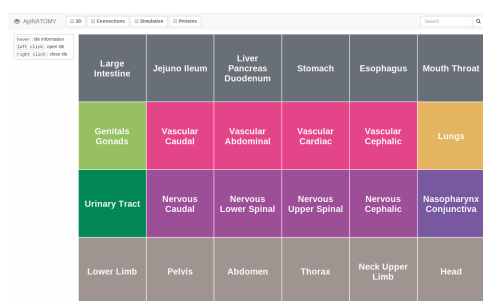 ApiNATOMY
3D
Connections
Simulation
Proteins
Search
hover: tile information
left click: open tile
right click: close tile
Large
Intestine
Jejuno Ileum
Liver
Pancreas
Duodenum
Stomach
Esophagus
Mouth Throat
Genitals
Gonads
Vascular
Caudal
Vascular
Abdominal
Vascular
Cardiac
Vascular
Cephalic
Lungs
Urinary Tract
Nervous
Caudal
Nervous
Lower Spinal
Nervous
Upper Spinal
Nervous
Cephalic
Nasopharynx
Conjunctiva
Lower Limb
Pelvis
Abdomen
Thorax
Neck Upper
Limb
Head